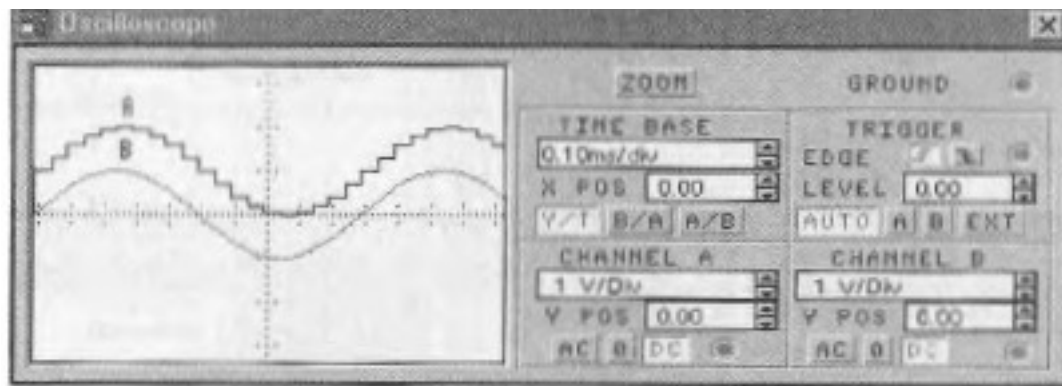 Osciloscopo
A
B
ZOOM
GROUND
TIME BASE
0.10ms/div
X POS 0.00
Y/T B/A A/B
TRIGGER
EDGE
LEVEL 0.00
AUTO A B EXT
CHANNEL A
1 V/Div
Y POS 0.00
AC 0 DC
CHANNEL B
1 V/Div
Y POS 0.00
AC 0 DC